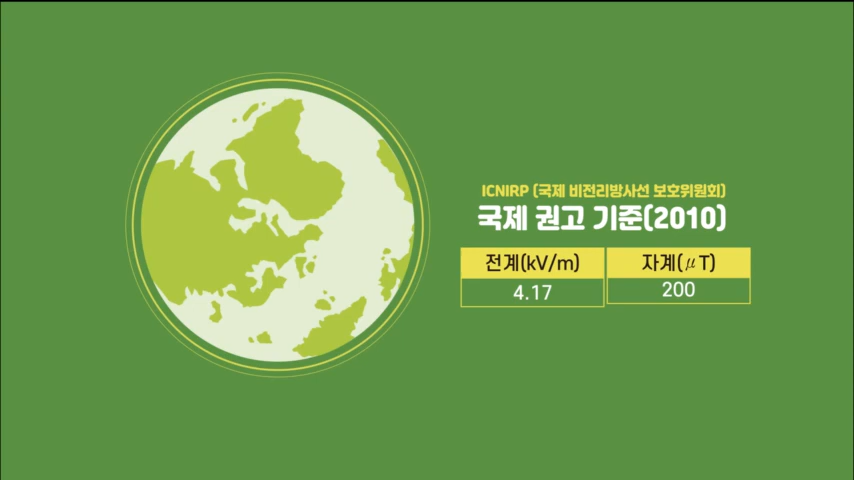 ICNIRP (국제 비전리방사선 보호위원회)
국제 권고 기준(2010)
전계(kV/m) 자계(μT)
4.17 200